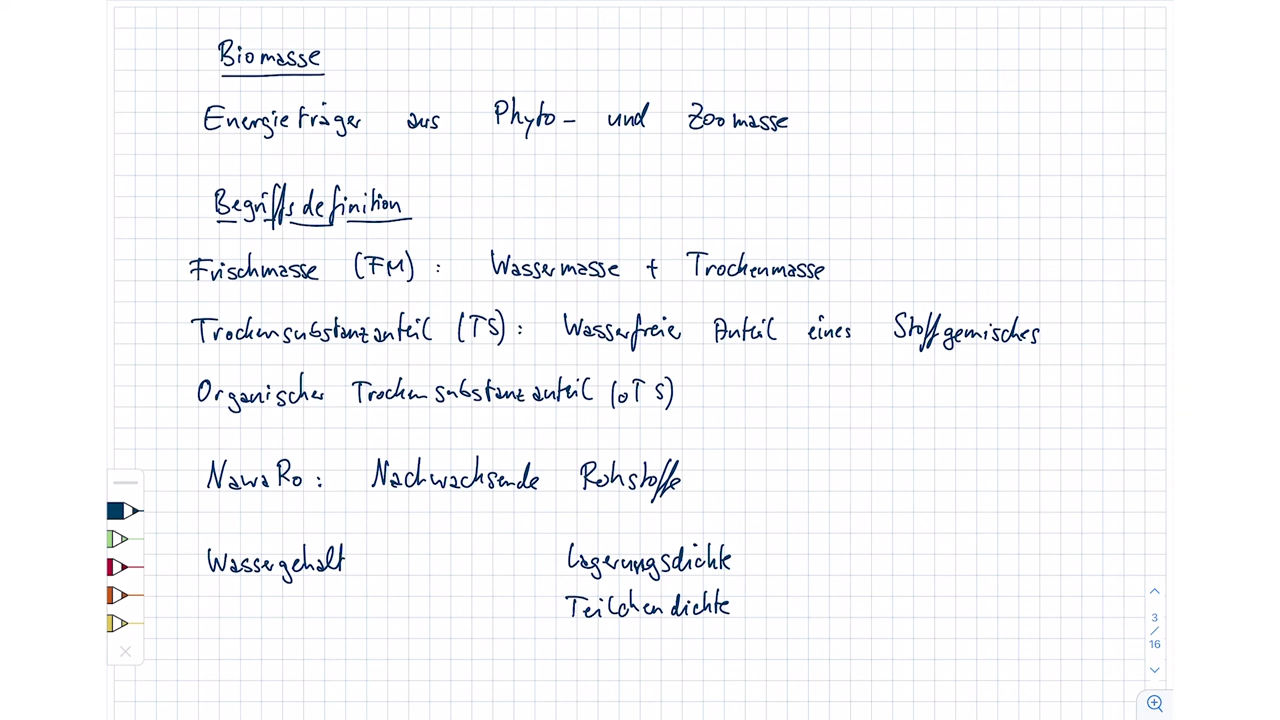 Biomasse
Energieträger aus Phyto- und Zoomasse
Begriffsdefinition
Frischmasse (FM): Wassermasse + Trockenmasse
Trockensubstanzanteil (TS): Wasserfreie Anteil eines Stoffgemisches
Organischer Trockensubstanzanteil (oTS)
NawaRo: Nachwachsende Rohstoffe
Wassergehalt Lagerungsdichte
Teilchendichte
3
/
16